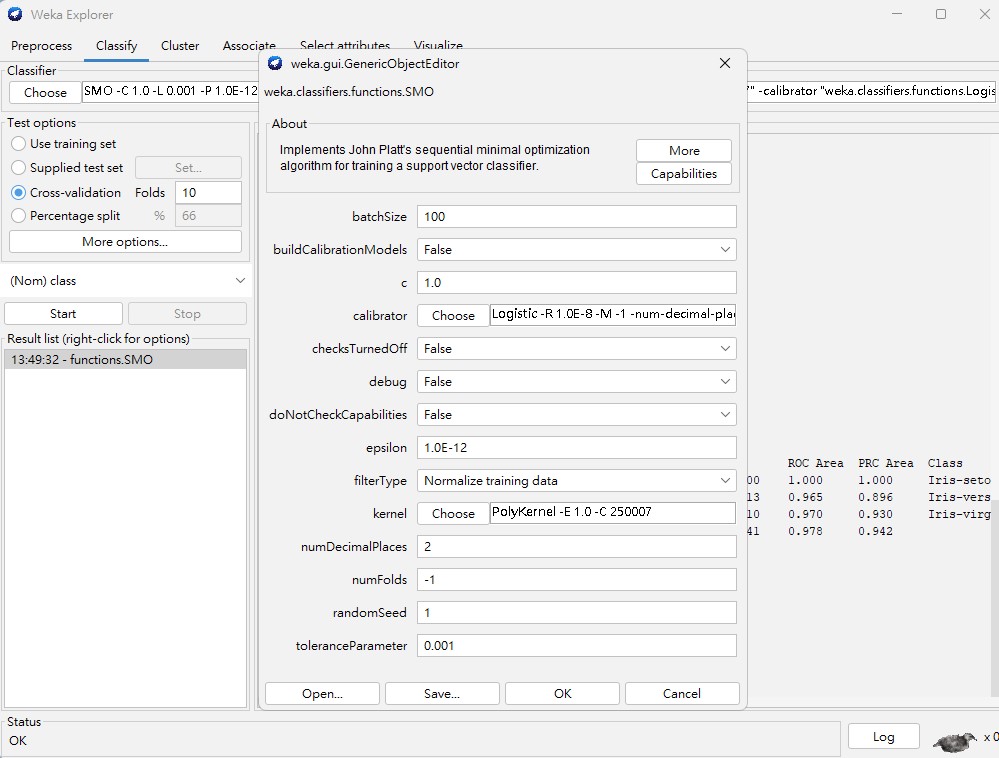 Weka Explorer
Preprocess Classify Cluster Associate Select attributes Visualize
Classifier
Choose SMO -C 1.0 -L 0.001 -P 1.0E-12 " -calibrator "weka.classifiers.functions.Logis
Test options
Use training set
Supplied test set Set...
Cross-validation Folds 10
Percentage split % 66
More options...
(Nom) class
Start Stop
Result list (right-click for options)
13:49:32 - functions.SMO
weka.gui.GenericObjectEditor
weka.classifiers.functions.SMO
About
Implements John Platt's sequential minimal optimization
algorithm for training a support vector classifier.
More
Capabilities
batchSize 100
buildCalibrationModels False
c 1.0
calibrator Choose Logistic -R 1.0E-8 -M -1 -num-decimal-plac
checksTurnedOff False
debug False
doNotCheckCapabilities False
epsilon 1.0E-12
filterType Normalize training data
kernel Choose PolyKernel -E 1.0 -C 250007
numDecimalPlaces 2
numFolds -1
randomSeed 1
toleranceParameter 0.001
Open... Save... OK Cancel
ROC Area PRC Area Class
00 1.000 1.000 Iris-seto
13 0.965 0.896 Iris-vers
10 0.970 0.930 Iris-virg
41 0.978 0.942
Status
OK
Log x 0